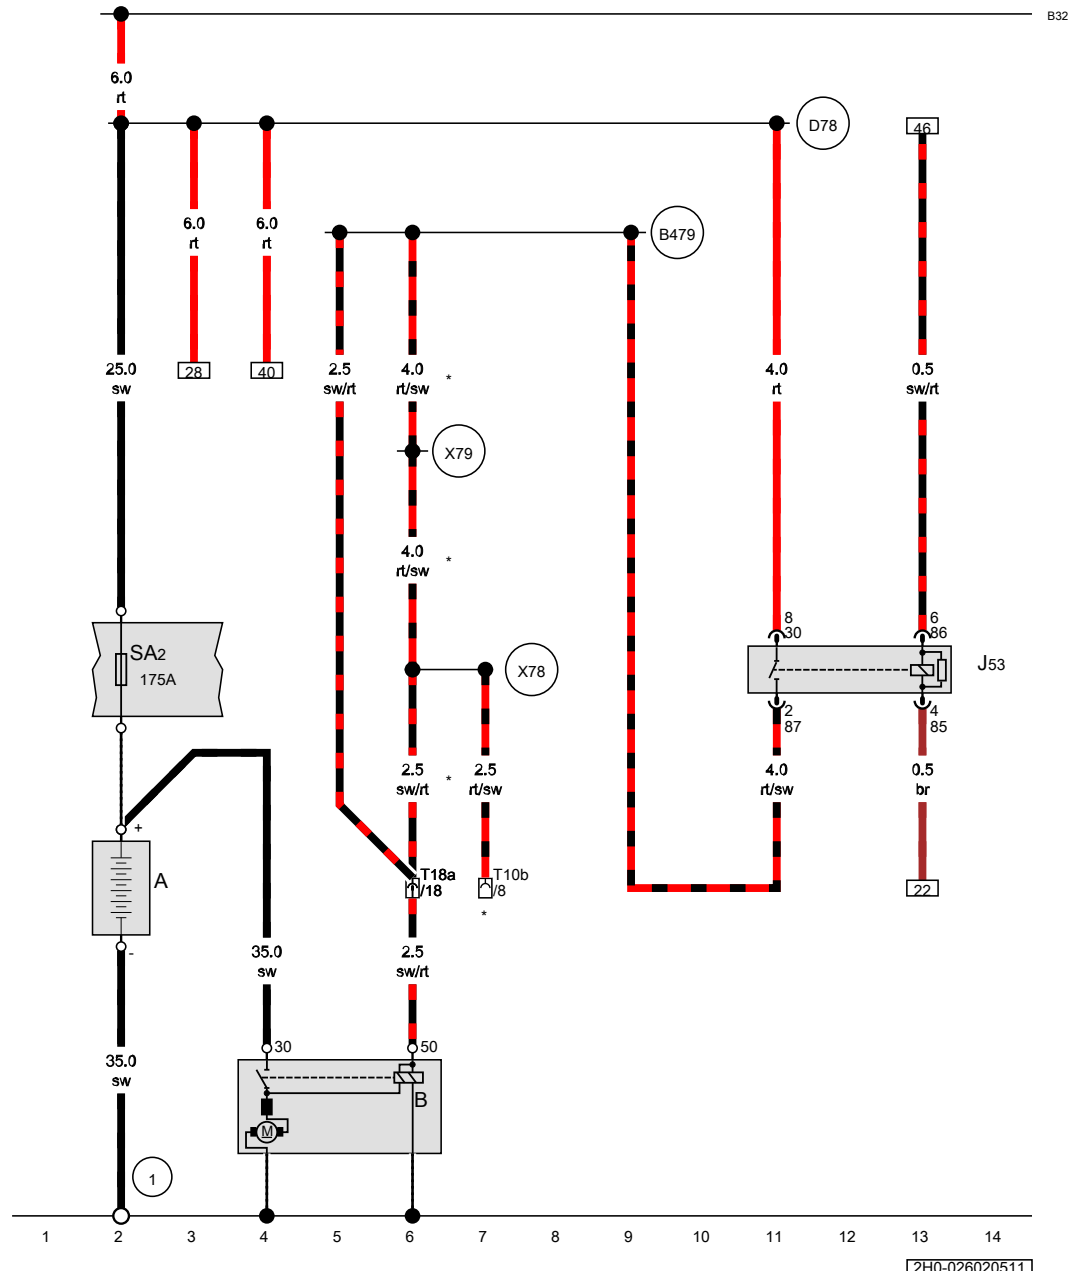 B32
6.0
rt
D78
46
6.0
rt
6.0
rt
B479
25.0
sw
28
40
2.5
sw/rt
4.0
rt/sw
*
4.0
rt
0.5
sw/rt
X79
4.0
rt/sw
*
SA2
175A
X78
8
30
6
86
J53
2
87
4
85
2.5
sw/rt
*
2.5
rt/sw
4.0
rt/sw
0.5
br
+
A
T18a
/18
T10b
/8
*
22
-
35.0
sw
2.5
sw/rt
30
50
35.0
sw
B
M
1
1 2 3 4 5 6 7 8 9 10 11 12 13 14
2H0-026020511